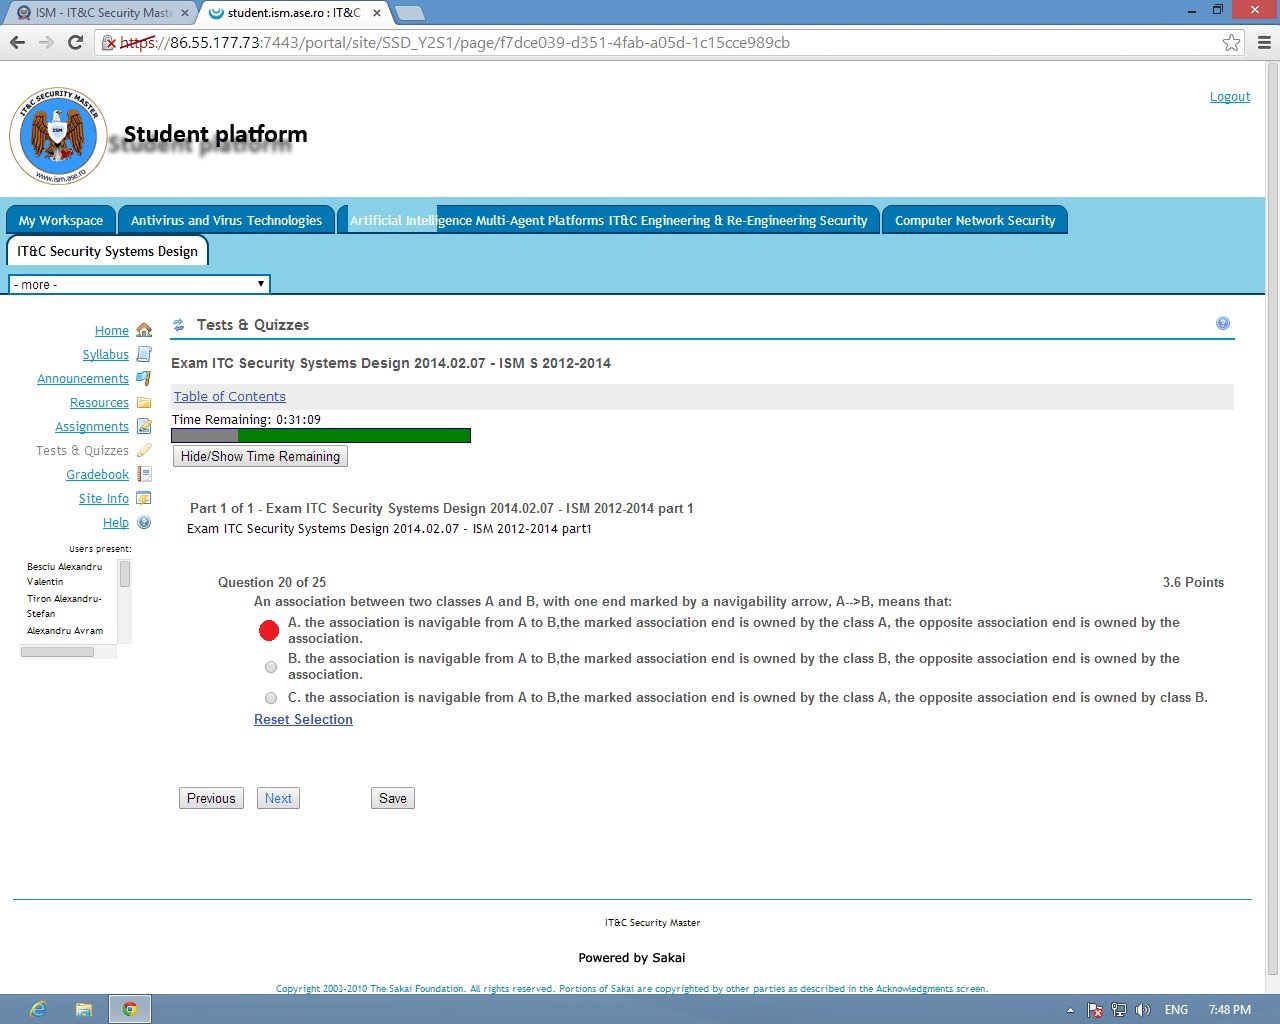 ISM - IT&C Security Maste
student.ism.ase.ro : IT&C
https://86.55.177.73:7443/portal/site/SSD_Y2S1/page/f7dce039-d351-4fab-a05d-1c15cce989cb
Logout
IT&C SECURITY MASTER
ISM
www.ism.ase.ro
Student platform
My Workspace
Antivirus and Virus Technologies
Artificial Intelligence Multi-Agent Platforms IT&C Engineering & Re-Engineering Security
Computer Network Security
IT&C Security Systems Design
- more -
Home
Syllabus
Announcements
Resources
Assignments
Tests & Quizzes
Gradebook
Site Info
Help
Users present:
Besciu Alexandru
Valentin
Tiron Alexandru-
Stefan
Alexandru Avram
Tests & Quizzes
Exam ITC Security Systems Design 2014.02.07 - ISM S 2012-2014
Table of Contents
Time Remaining: 0:31:09
Hide/Show Time Remaining
Part 1 of 1 - Exam ITC Security Systems Design 2014.02.07 - ISM 2012-2014 part 1
Exam ITC Security Systems Design 2014.02.07 - ISM 2012-2014 part1
Question 20 of 25
3.6 Points
An association between two classes A and B, with one end marked by a navigability arrow, A-->B, means that:
A. the association is navigable from A to B,the marked association end is owned by the class A, the opposite association end is owned by the
association.
B. the association is navigable from A to B,the marked association end is owned by the class B, the opposite association end is owned by the
association.
C. the association is navigable from A to B,the marked association end is owned by the class A, the opposite association end is owned by class B.
Reset Selection
Previous
Next
Save
IT&C Security Master
Powered by Sakai
Copyright 2003-2010 The Sakai Foundation. All rights reserved. Portions of Sakai are copyrighted by other parties as described in the Acknowledgments screen.
ENG
7:48 PM